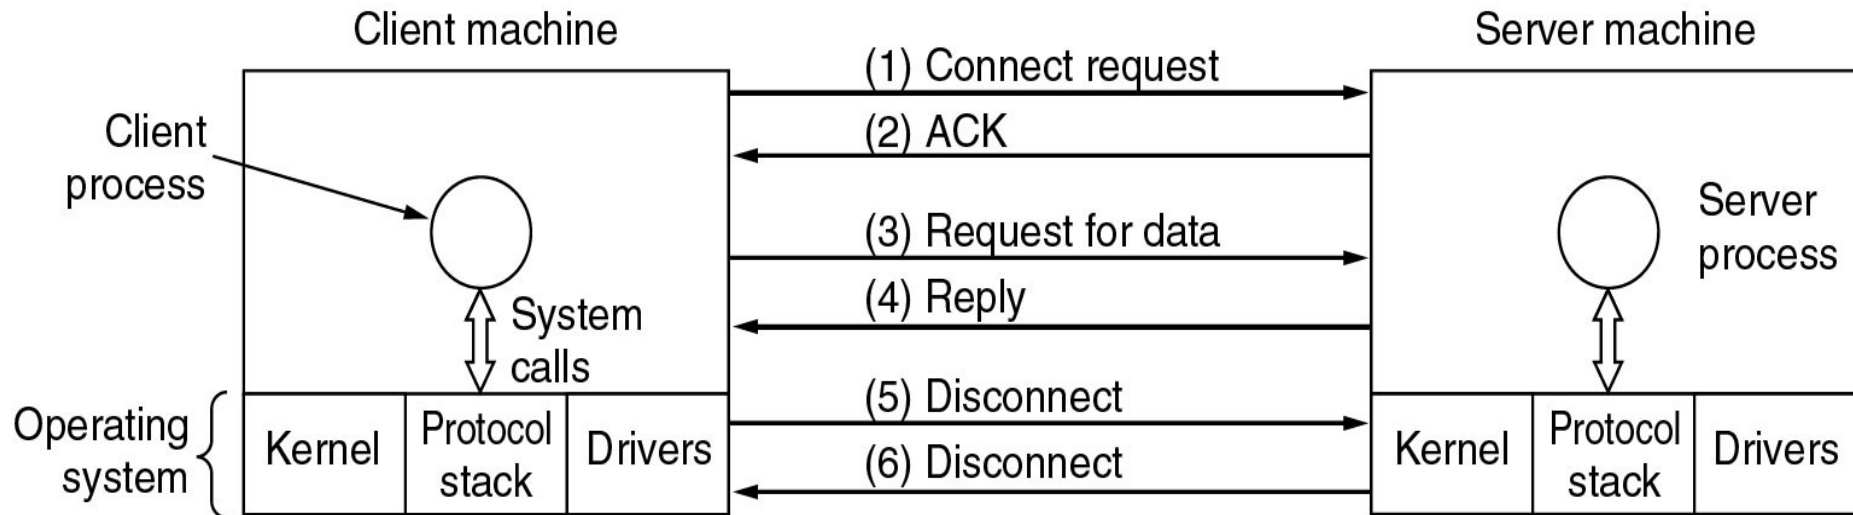 Client machine
Server machine
(1) Connect request
Client
process
(2) ACK
(3) Request for data
Server
process
(4) Reply
System
calls
(5) Disconnect
Operating
system
Kernel
Protocol
stack
Drivers
(6) Disconnect
Kernel
Protocol
stack
Drivers